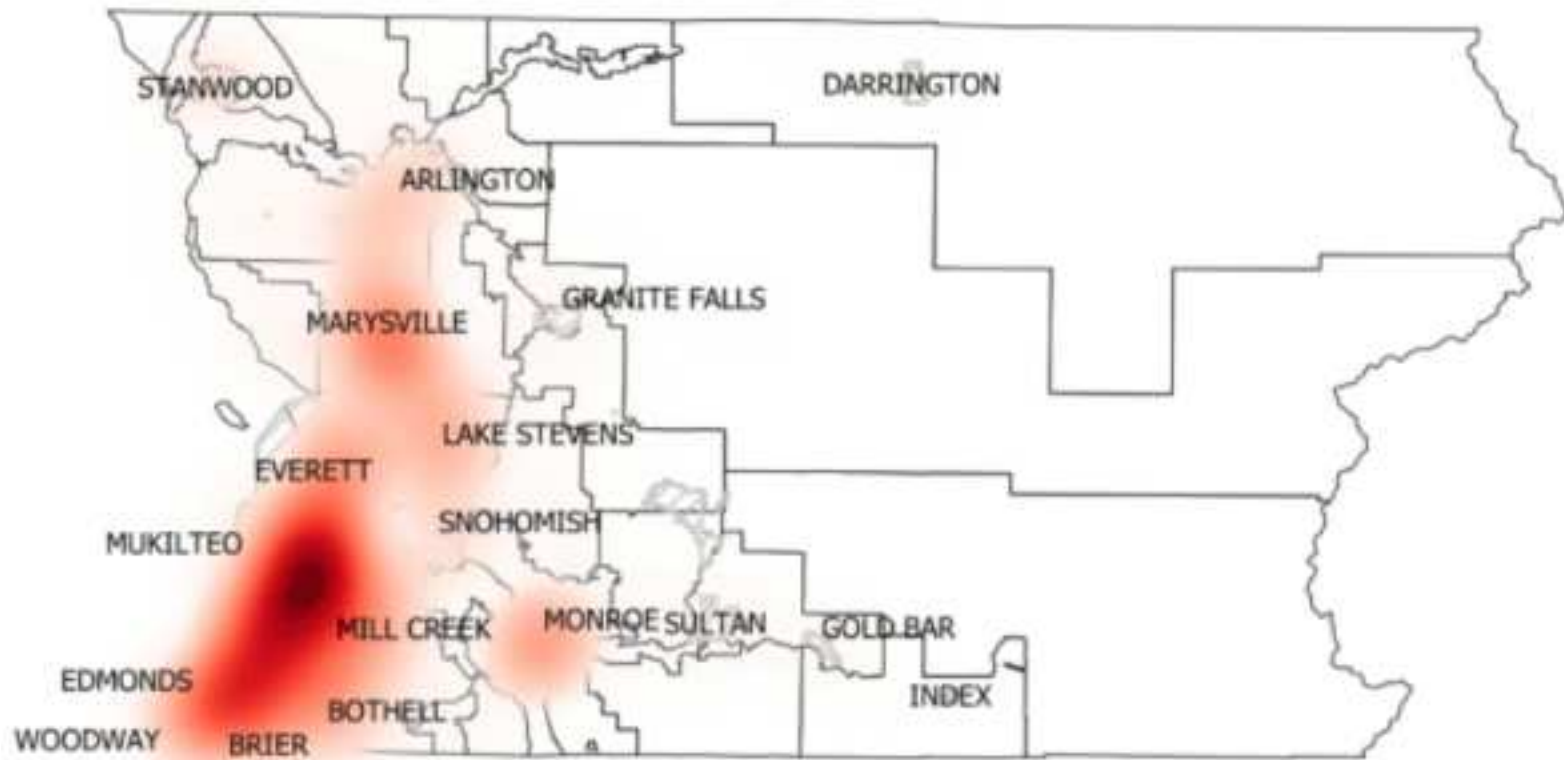 STANWOOD
DARRINGTON
ARLINGTON
GRANITE FALLS
MARYSVILLE
LAKE STEVENS
EVERETT
SNOHOMISH
MUKILTEO
MONROE
SULTAN
MILL CREEK
GOLD BAR
EDMONDS
INDEX
BOTHELL
WOODWAY
BRIER